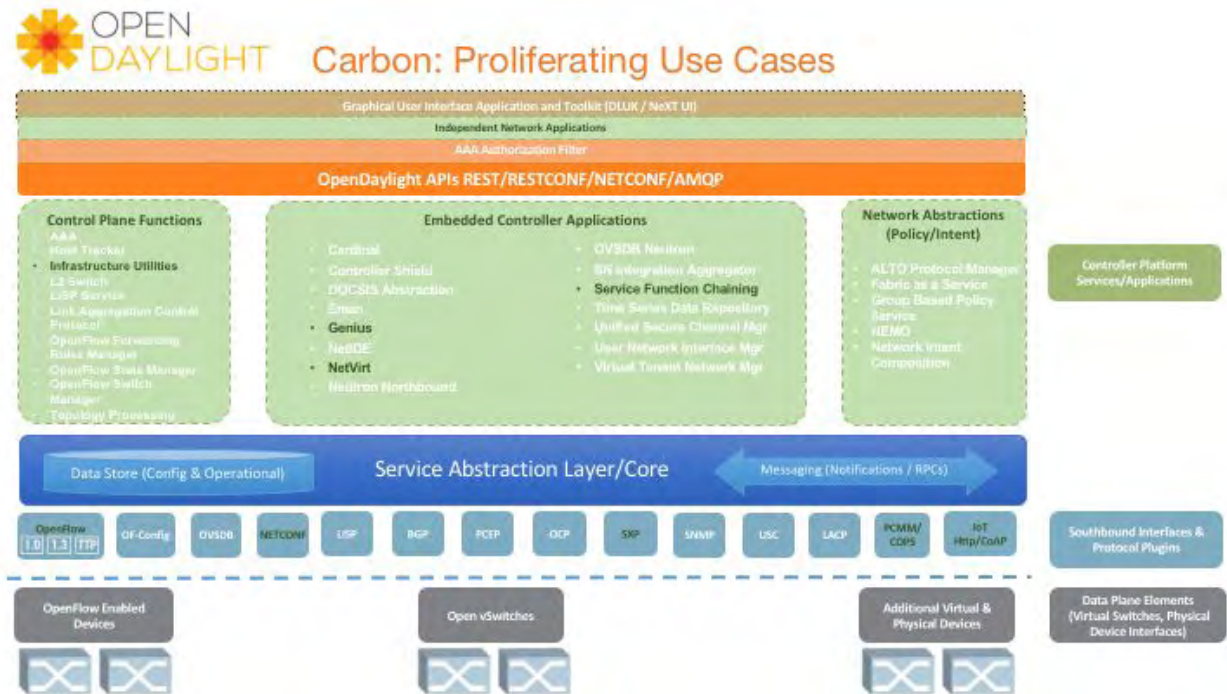 OPEN
DAYLIGHT
Carbon: Proliferating Use Cases
Graphical User Interface Application and Toolkit (DLUX / NeXT UI)
Independent Network Applications
AAA Authorization Filter
OpenDaylight APIs REST/RESTCONF/NETCONF/AMQP
Control Plane Functions
AAA
Host Tracker
Infrastructure Utilities
L2 Switch
LISP Service
Link Aggregation Control
Protocol
OpenFlow Forwarding
Rules Manager
OpenFlow Stats Manager
OpenFlow Switch
Manager
Topology Processing
Embedded Controller Applications
Cardinal
Controller Shield
DOCSIS Abstraction
Eman
Genius
NetIDE
NetVirt
Neutron Northbound
OVSDB Neutron
SN Integration Aggregator
Service Function Chaining
Time Series Data Repository
Unified Secure Channel Mgr
User Network Interface Mgr
Virtual Tenant Network Mgr
Network Abstractions
(Policy/Intent)
ALTO Protocol Manager
Fabric as a Service
Group Based Policy
Service
NEMO
Network Intent
Composition
Controller Platform
Services/Applications
Data Store (Config & Operational)
Service Abstraction Layer/Core
Messaging (Notifications / RPCs)
OpenFlow
1.0 1.3 TTP
OF-Config
OVSDB
NETCONF
LISP
BGP
PCEP
OCP
SXP
SNMP
USC
LACP
PCMM/
COPS
IoT
Http/CoAP
Southbound Interfaces &
Protocol Plugins
OpenFlow Enabled
Devices
Open vSwitches
Additional Virtual &
Physical Devices
Data Plane Elements
(Virtual Switches, Physical
Device Interfaces)